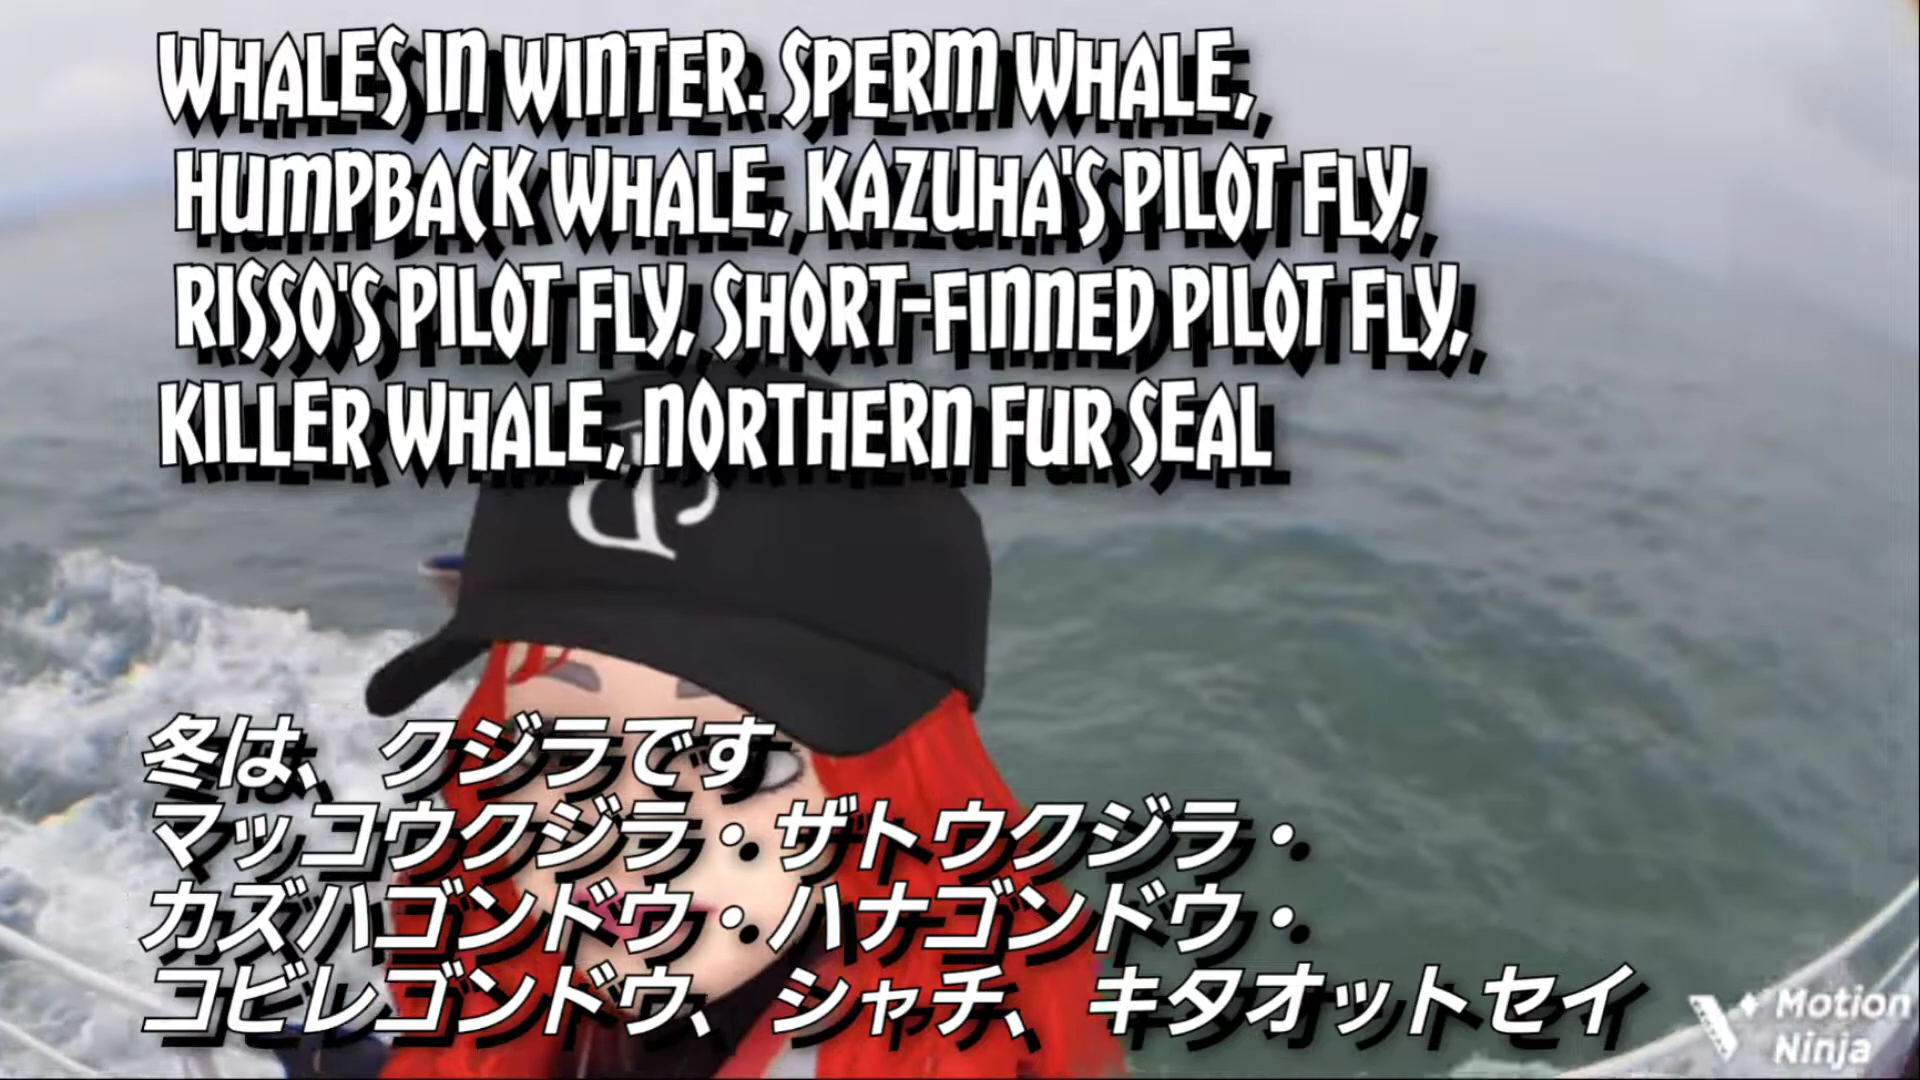 WHALES IN WINTER. SPERM WHALE,
HUMPBACK WHALE, KAZUHA'S PILOT FLY,
RISSO'S PILOT FLY, SHORT-FINNED PILOT FLY,
KILLER WHALE, NORTHERN FUR SEAL
冬は、クジラです
マッコウクジラ・ザトウクジラ・
カズハゴンドウ・ハナゴンドウ・
コビレゴンドウ、シャチ、キタオットセイ
Motion
Ninja